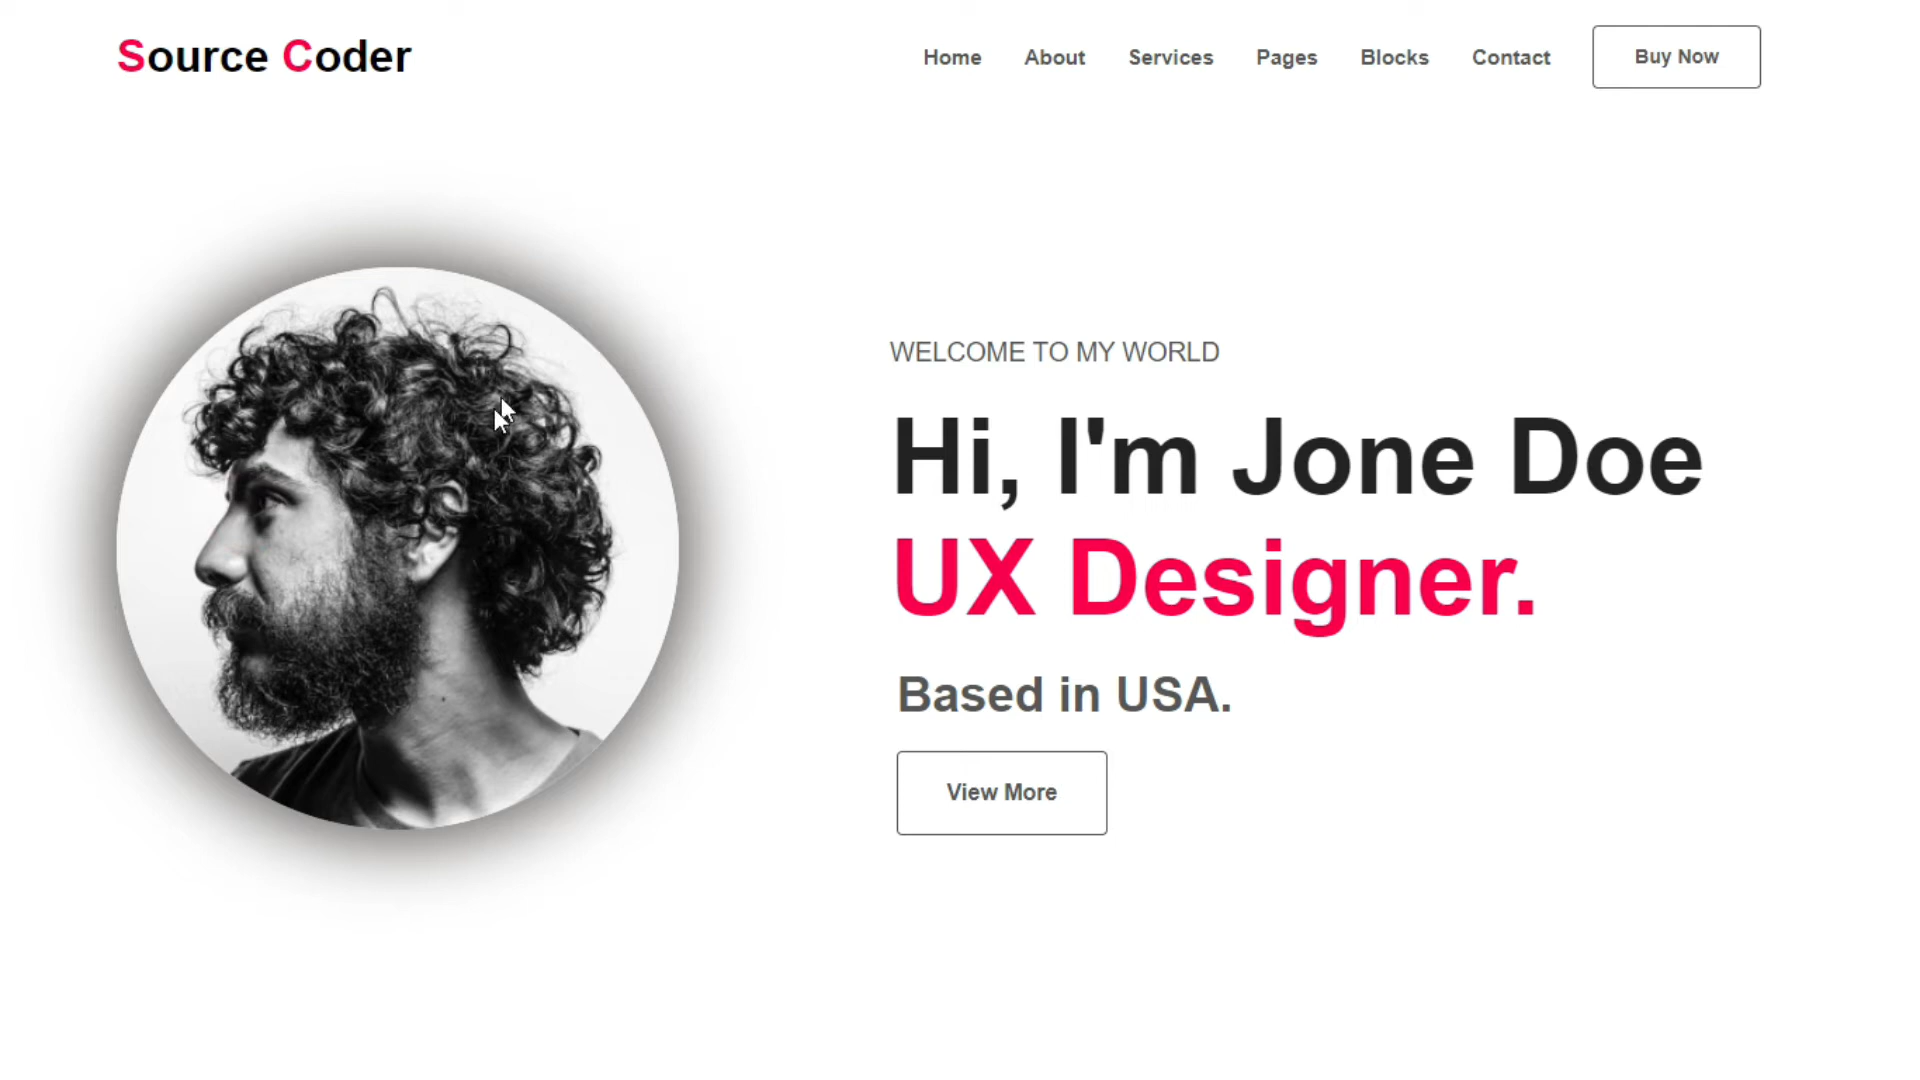 Source Coder
Home About Services Pages Blocks Contact Buy Now
WELCOME TO MY WORLD
Hi, I'm Jone Doe
UX Designer.
Based in USA.
View More